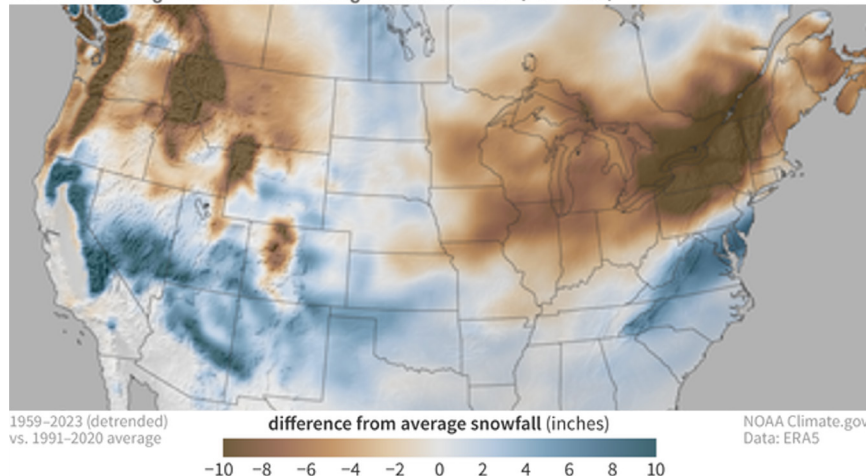 1959–2023 (detrended)
vs. 1991–2020 average
difference from average snowfall (inches)
−10 −8 −6 −4 −2 0 2 4 6 8 10
NOAA Climate.gov
Data: ERA5